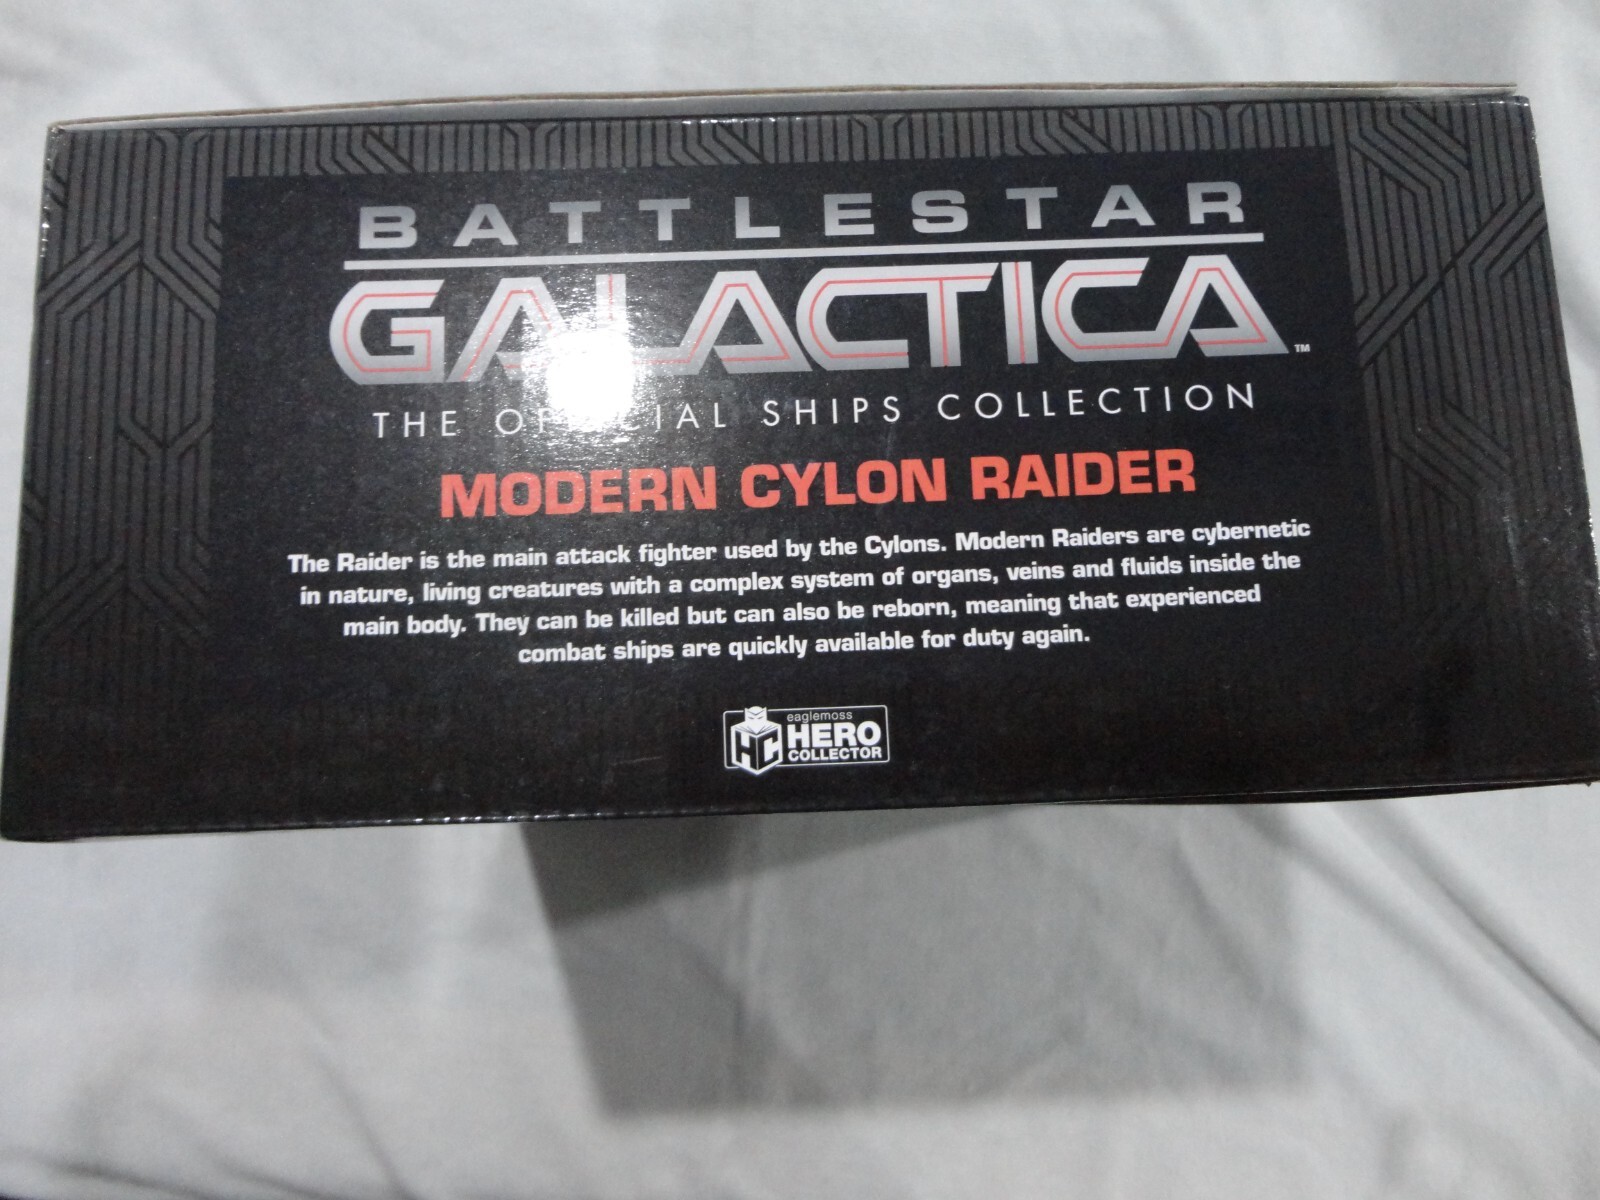 BATTLESTAR
GALACTICA™
THE OFFICIAL SHIPS COLLECTION
MODERN CYLON RAIDER
The Raider is the main attack fighter used by the Cylons. Modern Raiders are cybernetic
in nature, living creatures with a complex system of organs, veins and fluids inside the
main body. They can be killed but can also be reborn, meaning that experienced
combat ships are quickly available for duty again.
eaglemoss
HC HERO
COLLECTOR